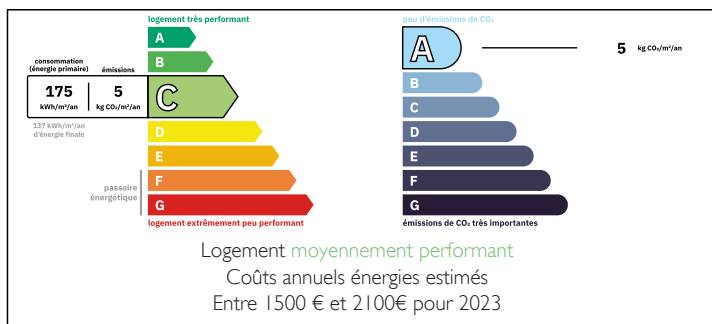 logement très performant
A
B
consommation
(énergie primaire)
émissions
175
kWh/m²/an
5
kg CO₂/m²/an
C
137 kWh/m²/an
d'énergie finale
D
E
passoire
énergétique
F
G
logement extrêmement peu performant
peu d'émissions de CO₂
A
5 kg CO₂/m²/an
B
C
D
E
F
G
émissions de CO₂ très importantes
Logement moyennement performant
Coûts annuels énergies estimés
Entre 1500 € et 2100€ pour 2023